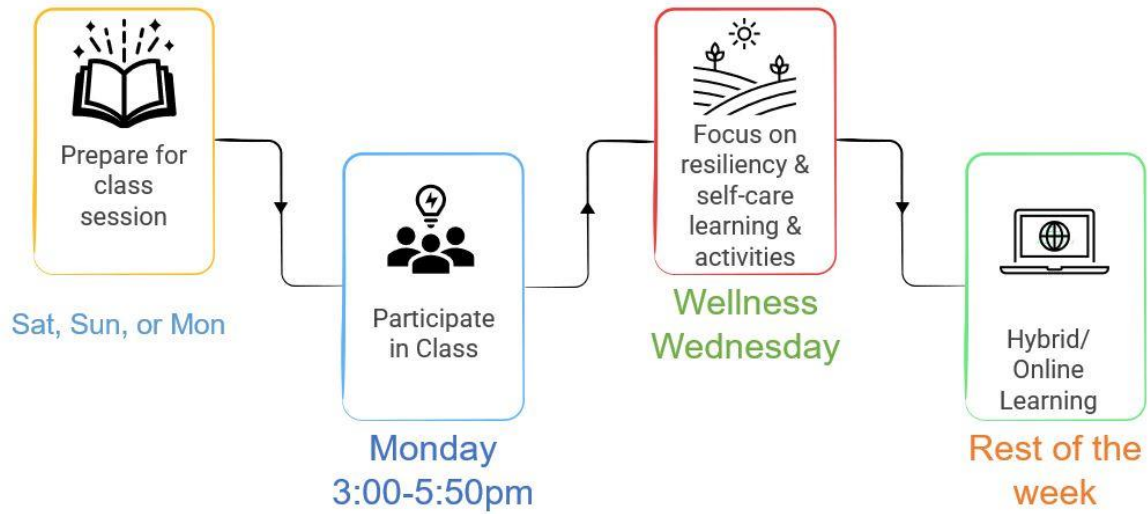 Prepare for
class
session
Sat, Sun, or Mon
Participate
in Class
Monday
3:00-5:50pm
Focus on
resiliency &
self-care
learning &
activities
Wellness
Wednesday
Hybrid/
Online
Learning
Rest of the
week